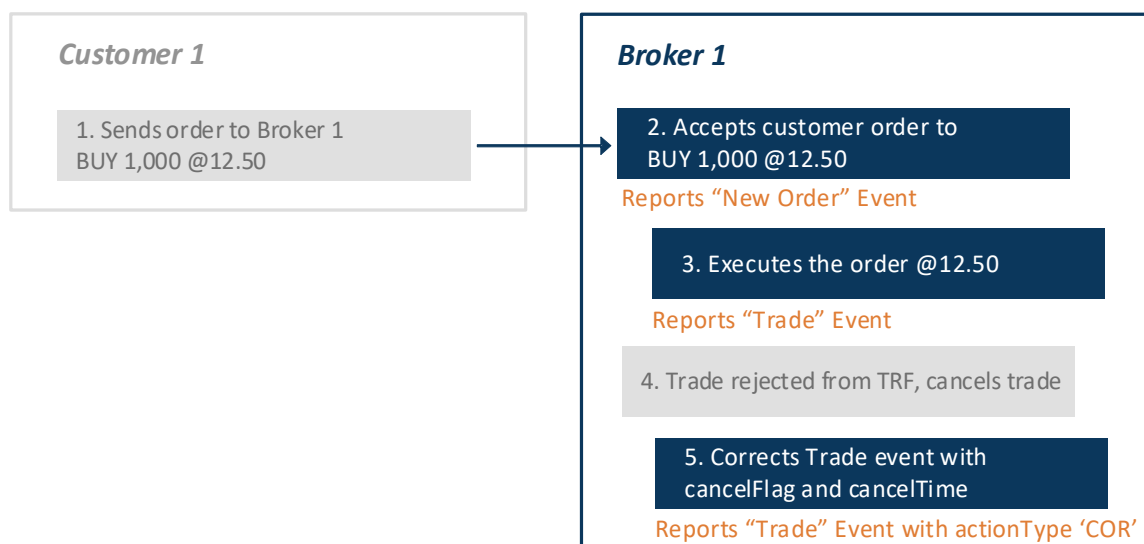 Customer 1
1. Sends order to Broker 1
BUY 1,000 @12.50
Broker 1
2. Accepts customer order to
BUY 1,000 @12.50
Reports “New Order” Event
3. Executes the order @12.50
Reports “Trade” Event
4. Trade rejected from TRF, cancels trade
5. Corrects Trade event with
cancelFlag and cancelTime
Reports “Trade” Event with actionType ‘COR’